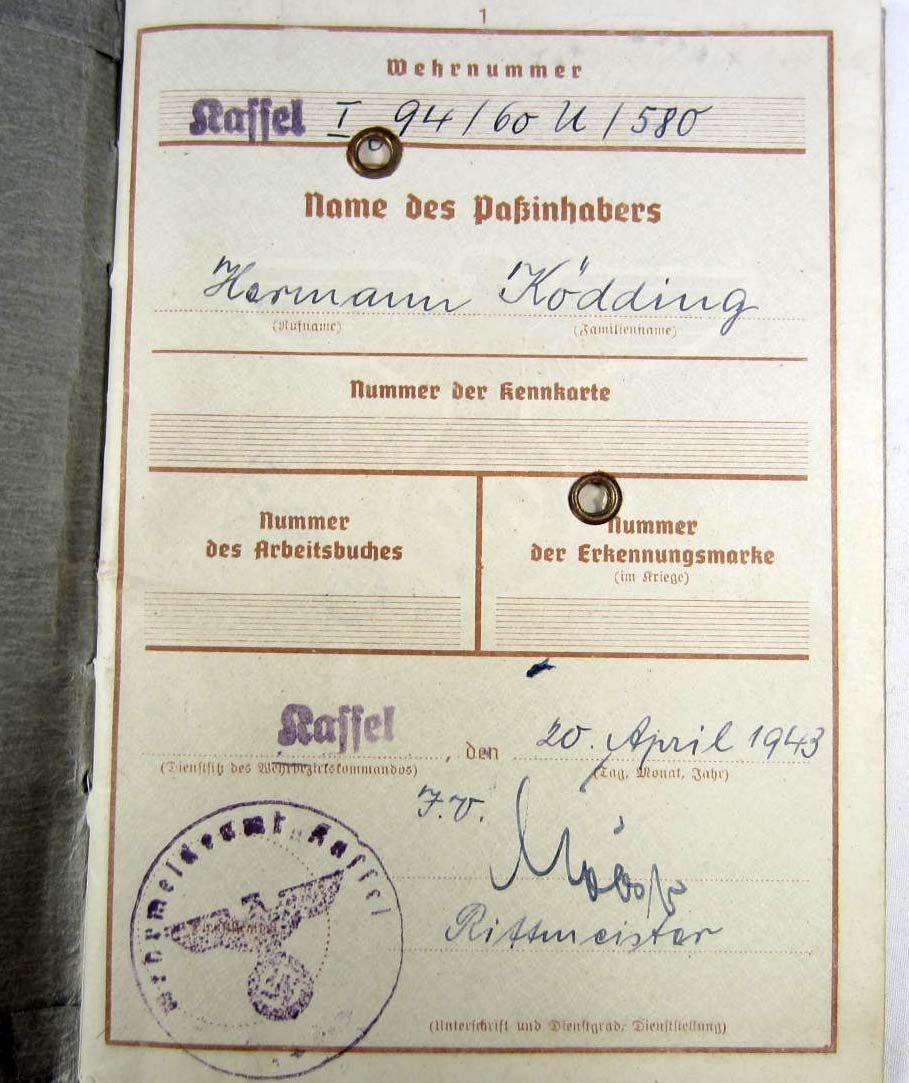 1
Wehrnummer
Kassel I 94/60 U/580
Name des Paßinhabers
Hermann Ködding
(Rufname) (Familienname)
Nummer der Kennkarte
Nummer des Arbeitsbuches
Nummer der Erkennungsmarke
(im Kriege)
Kassel, den 20. April 1943
(Dienstsitz des Wehrbezirkskommandos) (Tag, Monat, Jahr)
I.V.
Rittmeister
Wehrmeldeamt Kassel
(Unterschrift und Dienstgrad, Dienststellung)